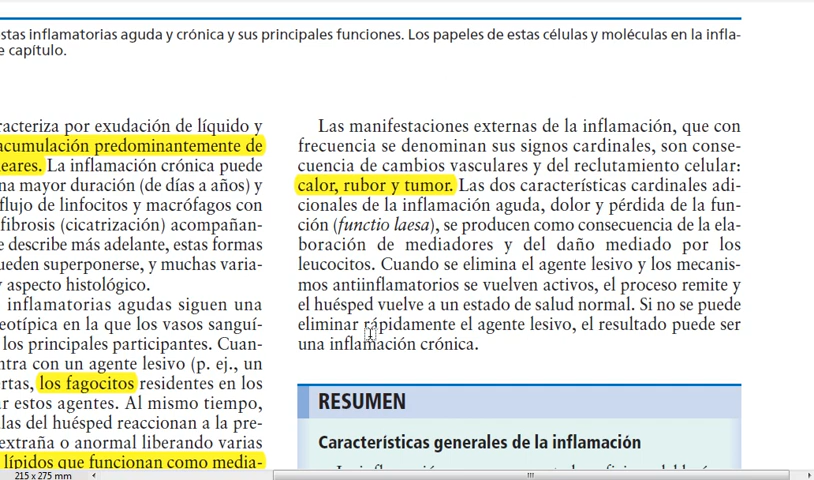 stas inflamatorias aguda y crónica y sus principales funciones. Los papeles de estas células y moléculas en la infla-
e capítulo.
racteriza por exudación de líquido y
acumulación predominantemente de
leares. La inflamación crónica puede
na mayor duración (de días a años) y
flujo de linfocitos y macrófagos con
fibrosis (cicatrización) acompañan-
e describe más adelante, estas formas
ueden superponerse, y muchas varia-
y aspecto histológico.
inflamatorias agudas siguen una
eotípica en la que los vasos sanguí-
los principales participantes. Cuan-
ntra con un agente lesivo (p. ej., un
ertas, los fagocitos residentes en los
ar estos agentes. Al mismo tiempo,
las del huésped reaccionan a la pre-
extraña o anormal liberando varias
lípidos que funcionan como media-
Las manifestaciones externas de la inflamación, que con
frecuencia se denominan sus signos cardinales, son conse-
cuencia de cambios vasculares y del reclutamiento celular:
calor, rubor y tumor. Las dos características cardinales adi-
cionales de la inflamación aguda, dolor y pérdida de la fun-
ción (functio laesa), se producen como consecuencia de la ela-
boración de mediadores y del daño mediado por los
leucocitos. Cuando se elimina el agente lesivo y los mecanis-
mos antiinflamatorios se vuelven activos, el proceso remite y
el huésped vuelve a un estado de salud normal. Si no se puede
eliminar rápidamente el agente lesivo, el resultado puede ser
una inflamación crónica.
RESUMEN
Características generales de la inflamación
215 x 275 mm